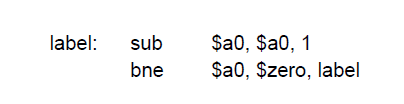 label: sub $a0, $a0, 1
bne $a0, $zero, label